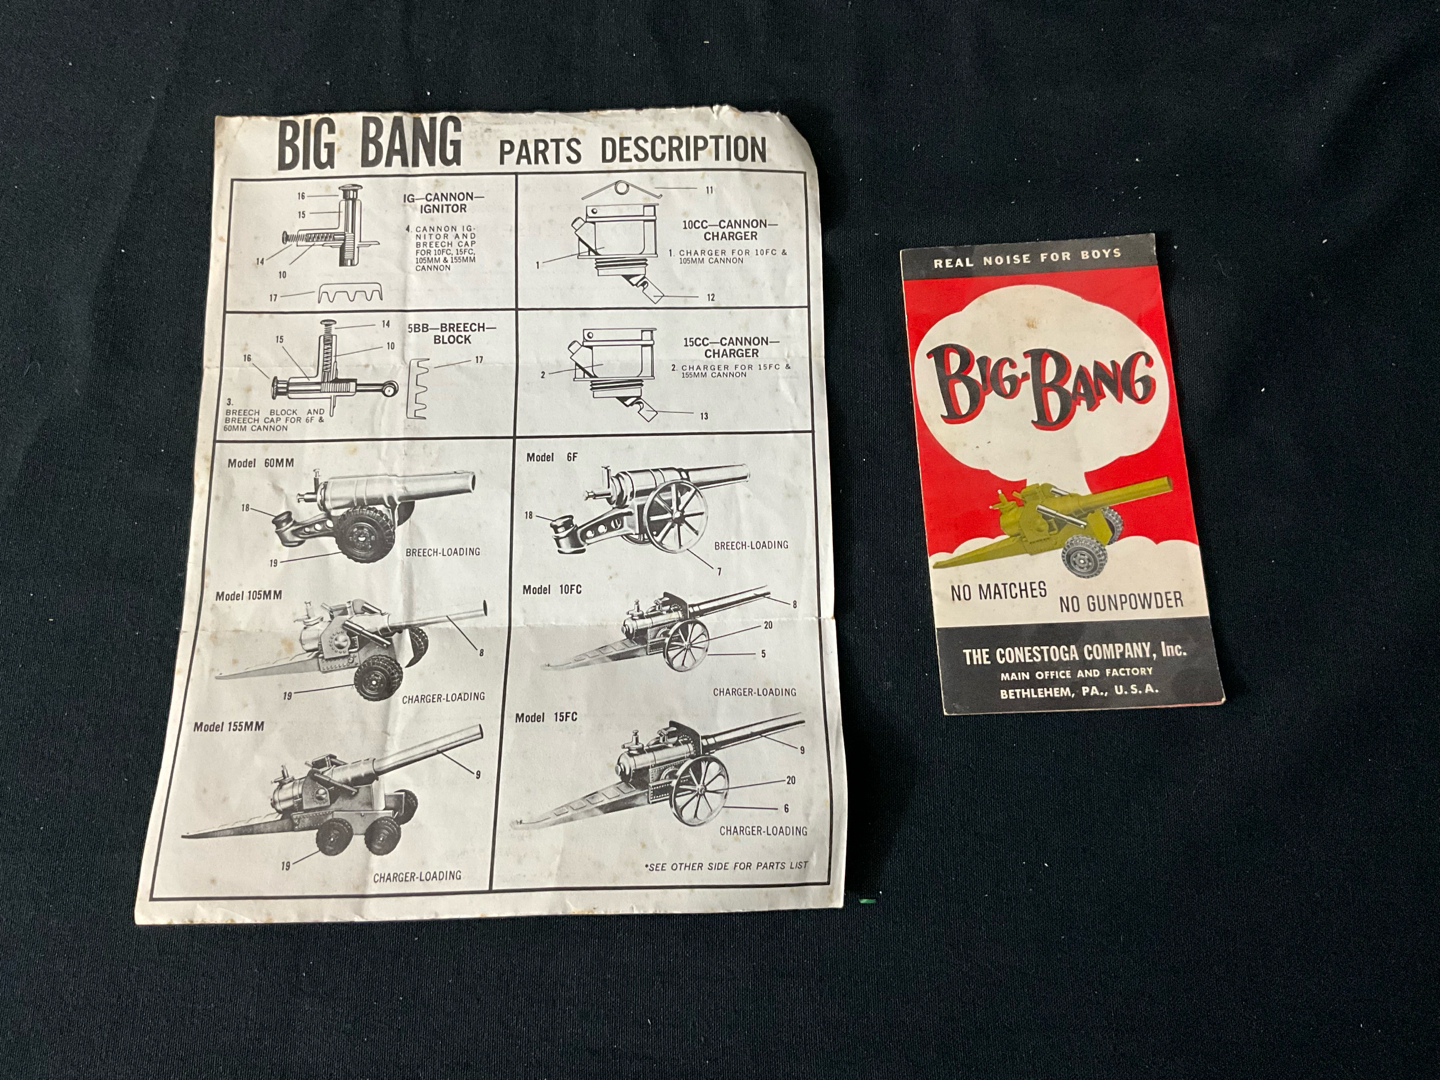 BIG BANG PARTS DESCRIPTION
16
15
14
10
17
IG—CANNON—
IGNITOR
4. CANNON IG-
NITOR AND
BREECH CAP
FOR 10FC, 15FC,
105MM & 155MM
CANNON
11
1
12
10CC—CANNON—
CHARGER
1. CHARGER FOR 10FC &
105MM CANNON
14
15
10
16
17
5BB—BREECH—
BLOCK
3.
BREECH BLOCK AND
BREECH CAP FOR 6F &
60MM CANNON
2
13
15CC—CANNON—
CHARGER
2. CHARGER FOR 15FC &
155MM CANNON
Model 60MM
18
19
BREECH-LOADING
Model 6F
18
7
BREECH-LOADING
Model 105MM
8
19
CHARGER-LOADING
Model 10FC
8
20
5
CHARGER-LOADING
Model 155MM
9
19
CHARGER-LOADING
Model 15FC
9
20
6
CHARGER-LOADING
*SEE OTHER SIDE FOR PARTS LIST
REAL NOISE FOR BOYS
BIG-BANG
NO MATCHES
NO GUNPOWDER
THE CONESTOGA COMPANY, Inc.
MAIN OFFICE AND FACTORY
BETHLEHEM, PA., U.S.A.